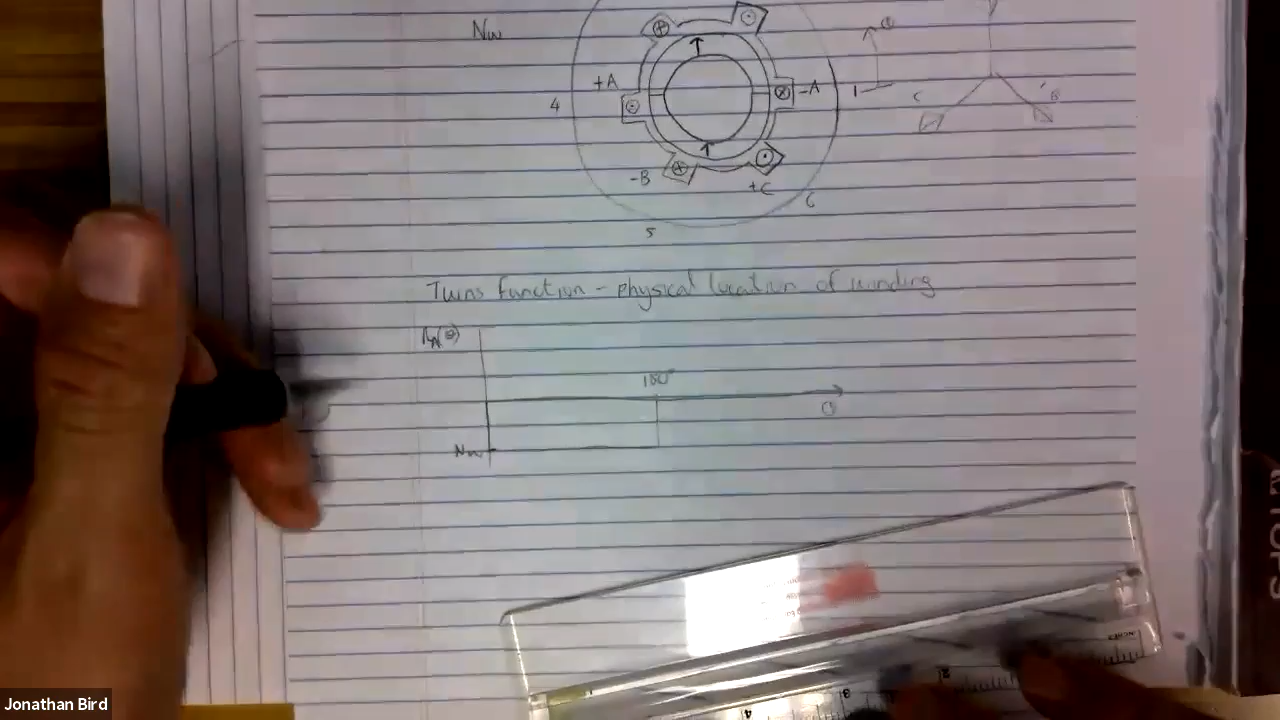 Nw
+A
-A
4
1
C
B
-B
+C
6
5
Turns function - physical location of winding
180°
θ
Nw
Jonathan Bird